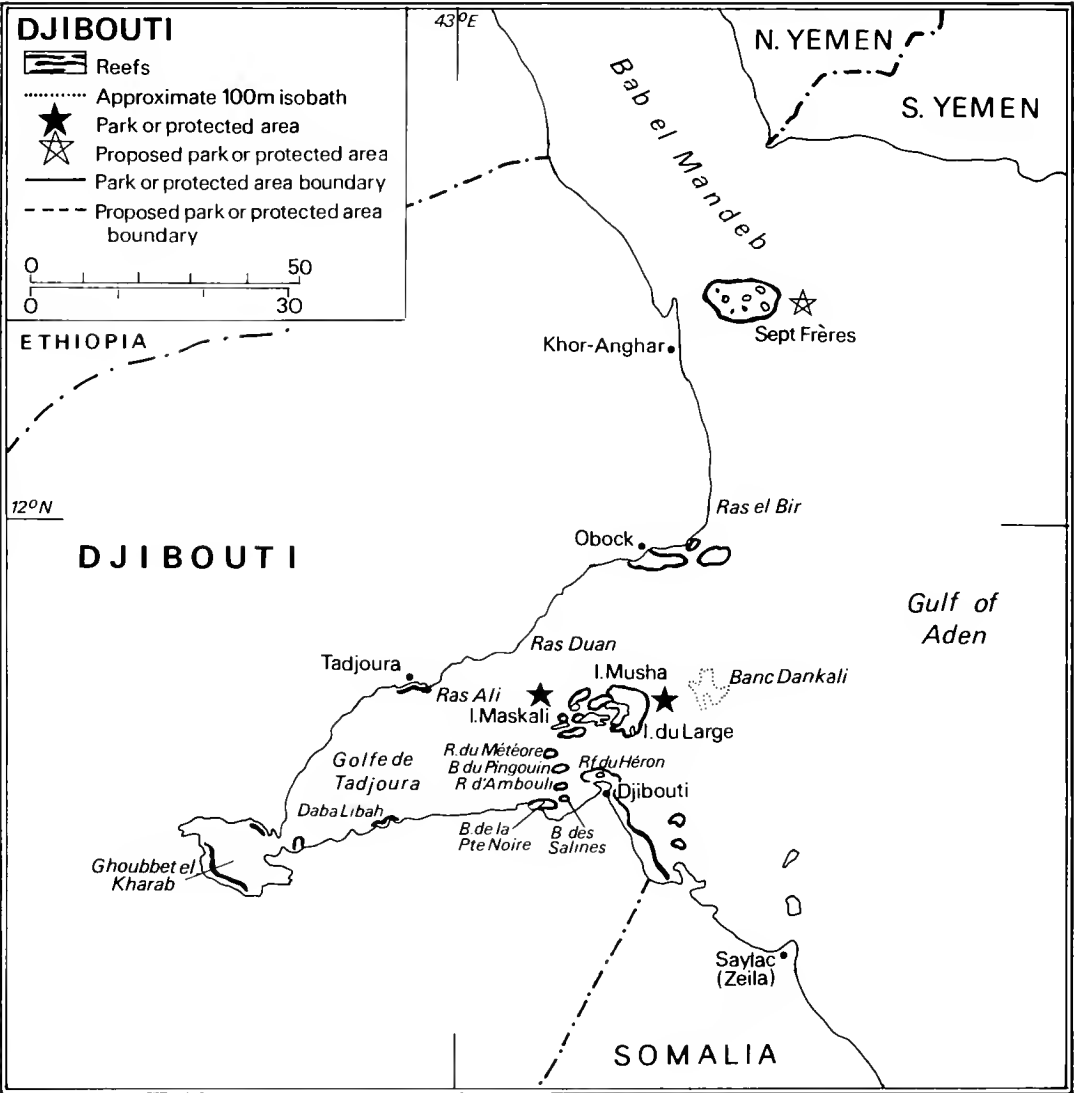 DJIBOUTI
Reefs
Approximate 100m isobath
Park or protected area
Proposed park or protected area
Park or protected area boundary
Proposed park or protected area
boundary
0 50
0 30
43°E
N. YEMEN
S. YEMEN
Bab el Mandeb
ETHIOPIA
Sept Frères
Khor-Anghar
12°N
Ras el Bir
Obock
DJIBOUTI
Gulf of
Aden
Ras Duan
Tadjoura
I. Musha
Banc Dankali
Ras Ali
I. Maskali
I. du Large
R. du Météore
Golfe de
Tadjoura
B du Pingouin
Rf. du Héron
R d'Ambouli
Djibouti
Daba Libah
B. de la
Pte Noire
B des
Salines
Ghoubbet el
Kharab
Saylac
(Zeila)
SOMALIA